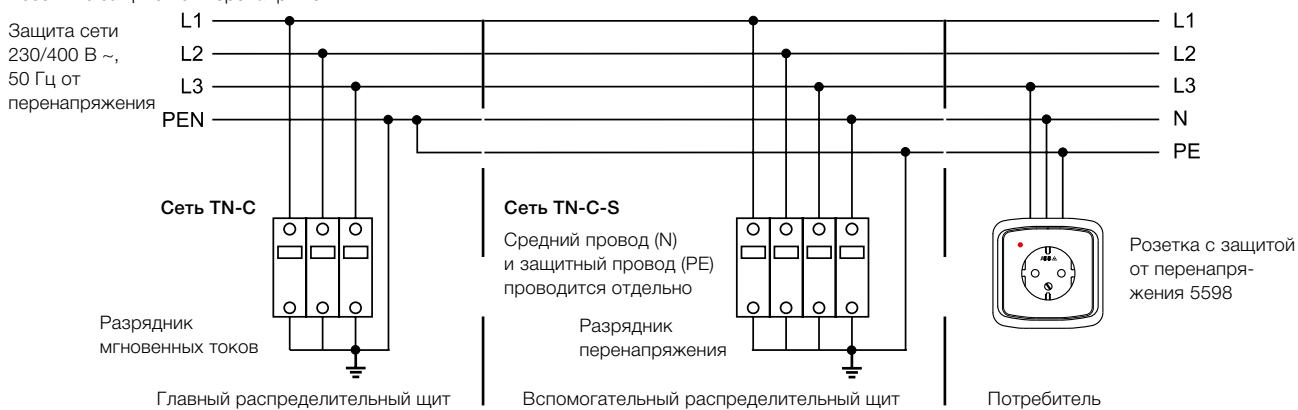 Защита сети
230/400 В ~,
50 Гц от
перенапряжения
L1
L2
L3
PEN
L1
L2
L3
N
PE
Сеть TN-C
Разрядник
мгновенных токов
Сеть TN-C-S
Средний провод (N)
и защитный провод (PE)
проводится отдельно
Разрядник
перенапряжения
ABB
Розетка с защитой
от перенапря-
жения 5598
Главный распределительный щит
Вспомогательный распределительный щит
Потребитель